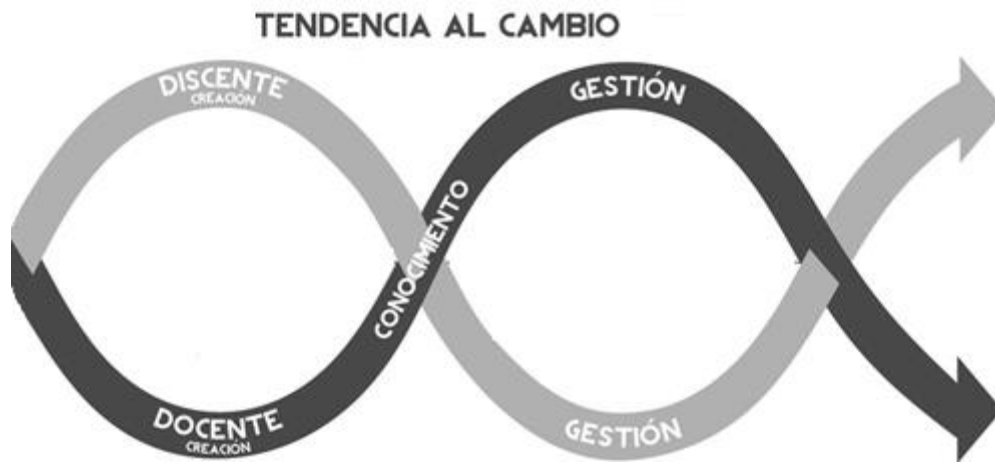 TENDENCIA AL CAMBIO
DISCENTE
CREACIÓN
GESTIÓN
CONOCIMIENTO
DOCENTE
CREACIÓN
GESTIÓN